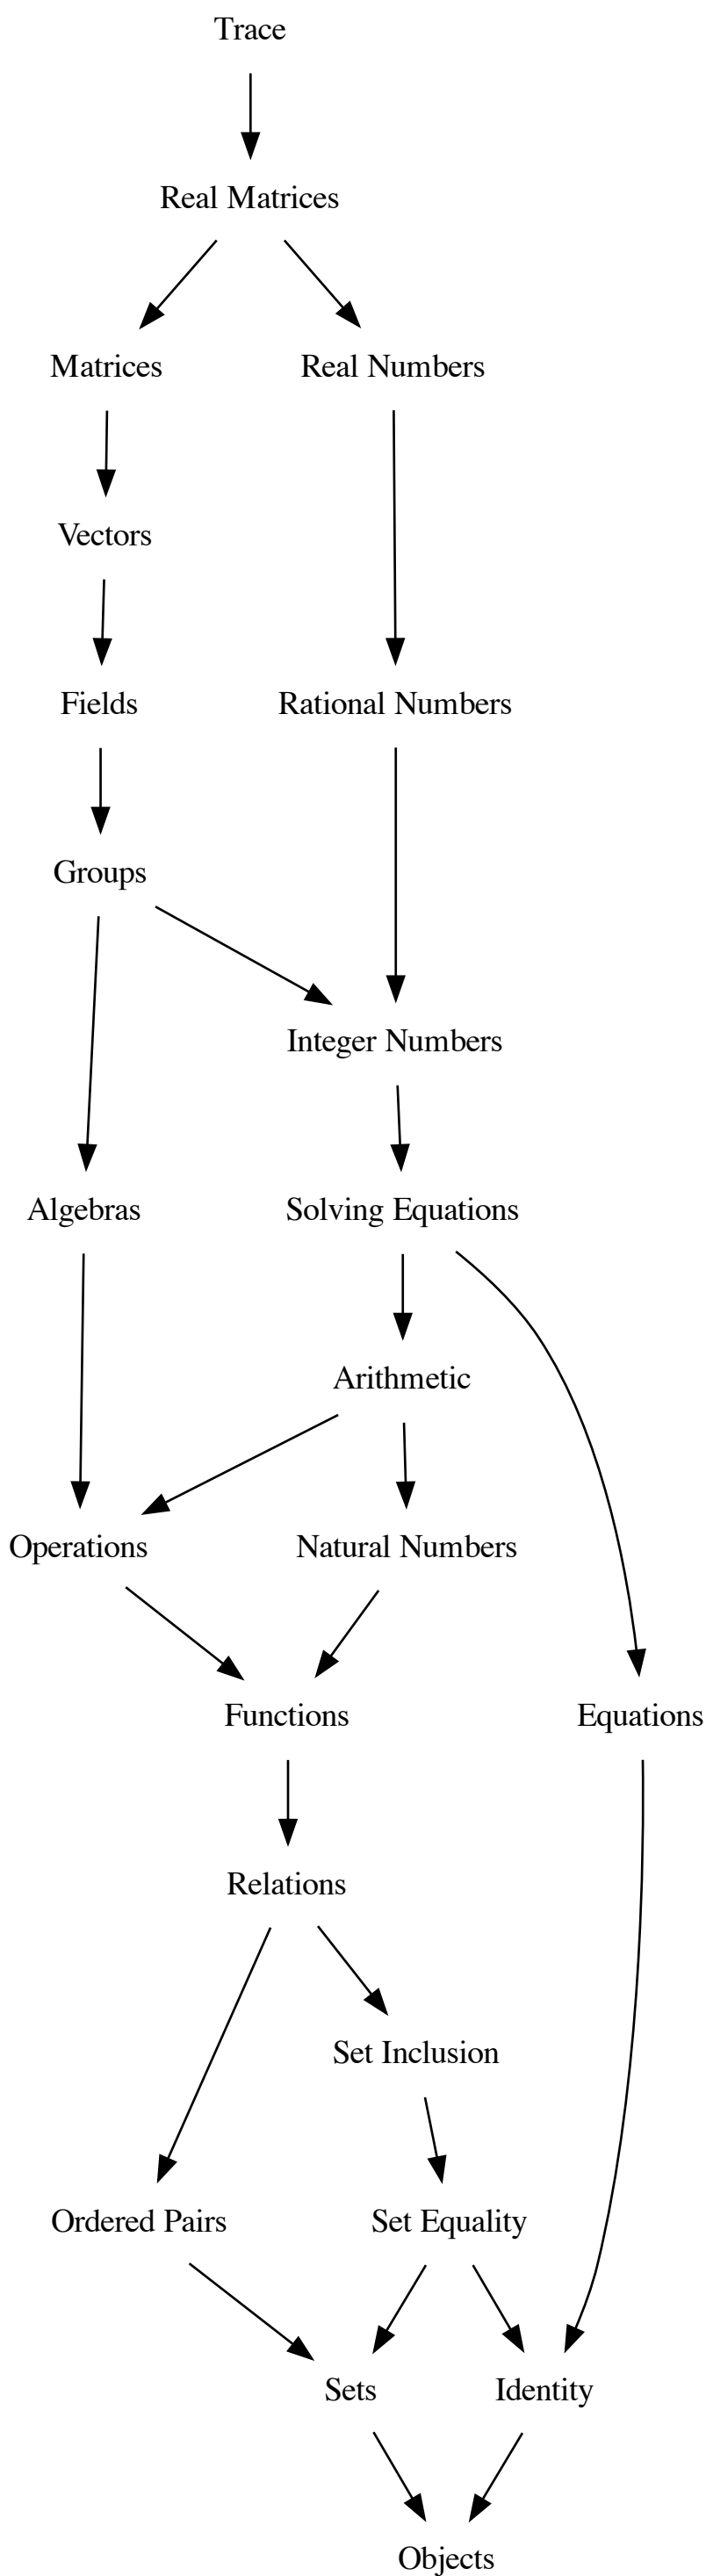 Trace
Real Matrices
Matrices
Real Numbers
Vectors
Fields
Rational Numbers
Groups
Integer Numbers
Algebras
Solving Equations
Arithmetic
Operations
Natural Numbers
Functions
Equations
Relations
Set Inclusion
Ordered Pairs
Set Equality
Sets
Identity
Objects